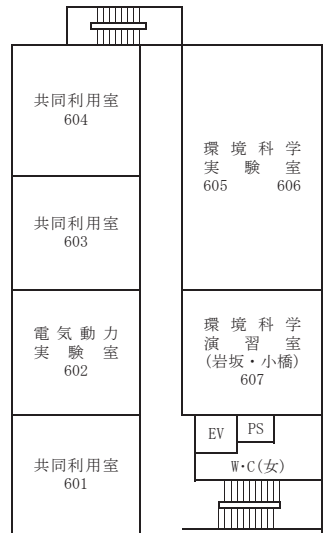 共同利用室
604
環境科学
実験室
605 606
共同利用室
603
電気動力
実験室
602
環境科学
演習室
(岩坂・小橋)
607
EV
PS
W・C(女)
共同利用室
601